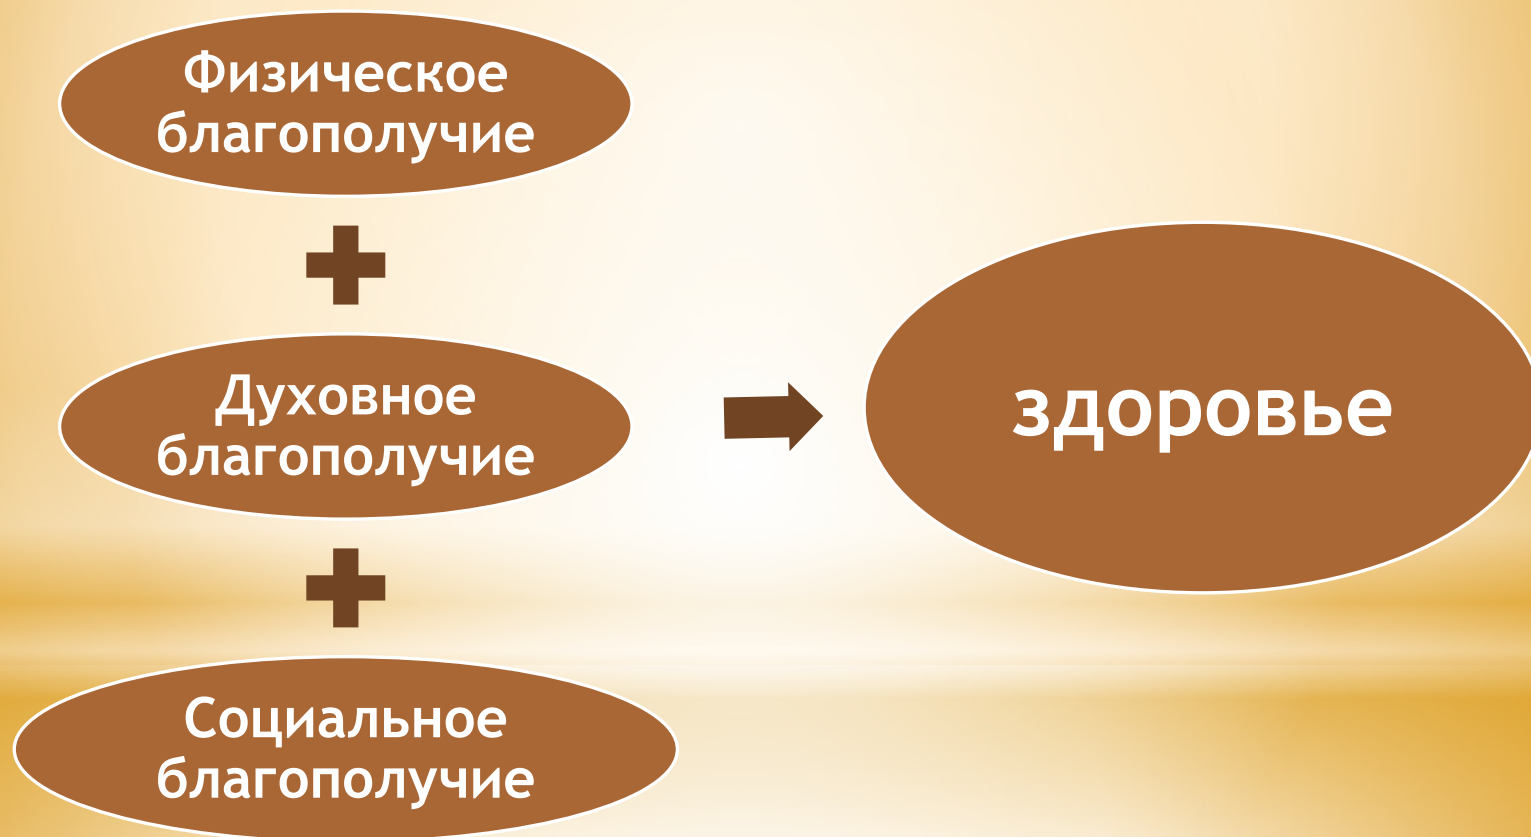 Физическое
благополучие
Духовное
благополучие
здоровье
Социальное
благополучие